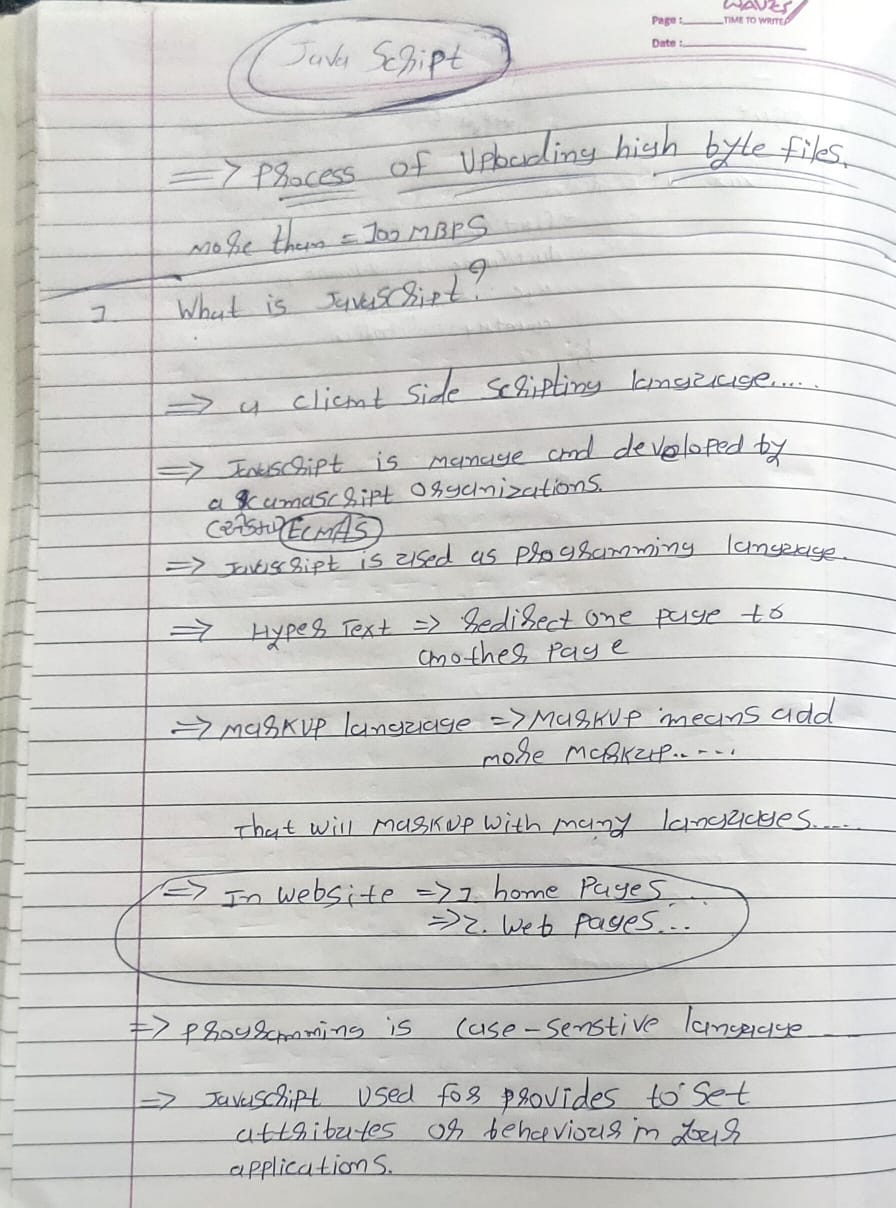 WAVES
Page :
TIME TO WRITE
Date :
Java Script
=> Process of Uploading high byte files.
more than = 100 MBPS
1. What is Javascript?
=> a client side scripting language.....
=> Javascript is manage and developed by
a organizations.
ECMAS
=> Javascript is used as programming language.
=> Hyper Text => redirect one page to
another page
=> markup language => Markup means add
more markup......
That will markup with many languages.....
=> In website => 1. home Pages...
=> 2. Web pages...
=> programming is case-senstive language
=> Javascript used for provides to set
attributes or behaviour in your
applications.